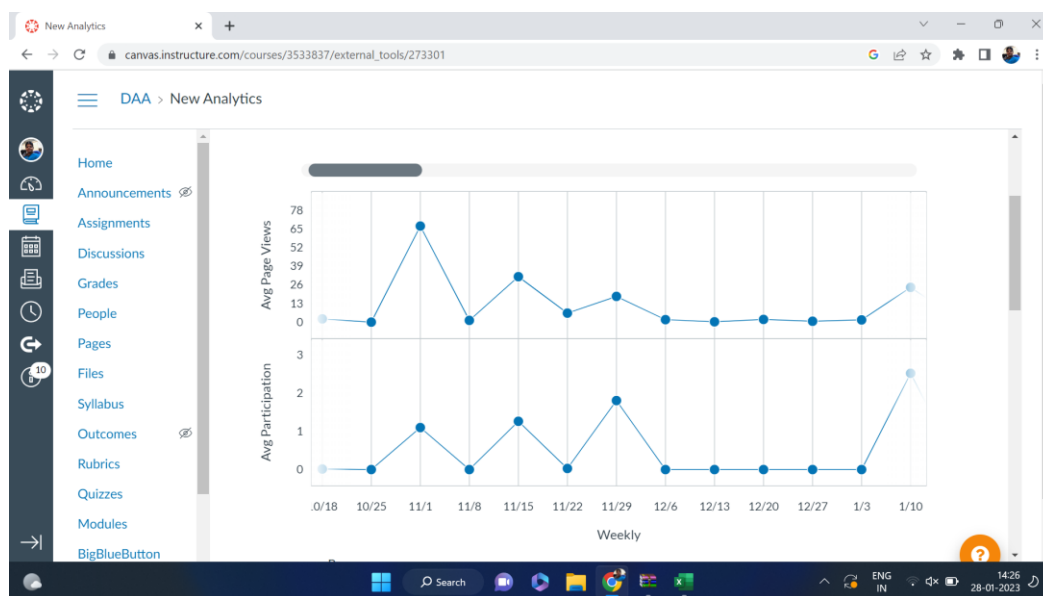 New Analytics
canvas.instructure.com/courses/3533837/external_tools/273301
DAA > New Analytics
Home
Announcements
Assignments
Discussions
Grades
People
Pages
Files
Syllabus
Outcomes
Rubrics
Quizzes
Modules
BigBlueButton
10
Avg Page Views
78
65
52
39
26
13
0
Avg Participation
3
2
1
0
.0/18 10/25 11/1 11/8 11/15 11/22 11/29 12/6 12/13 12/20 12/27 1/3 1/10
Weekly
?
Search
ENG
IN
14:26
28-01-2023